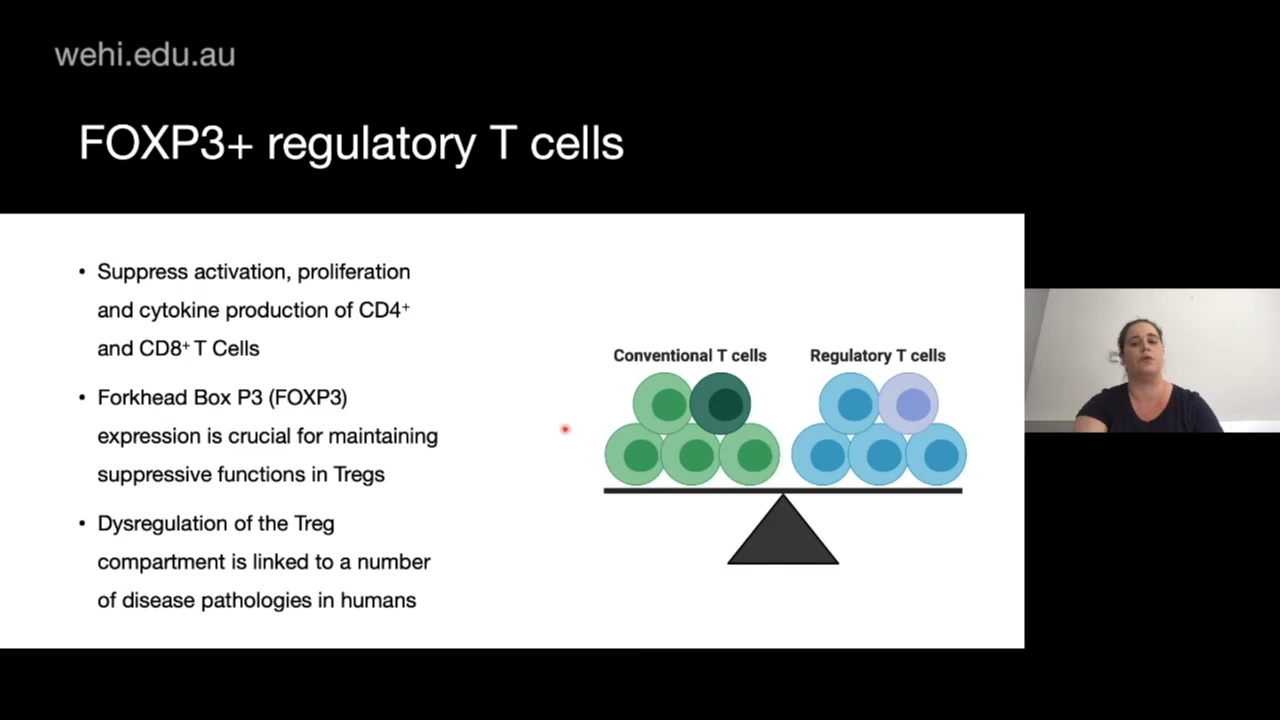 wehi.edu.au
FOXP3+ regulatory T cells
• Suppress activation, proliferation
and cytokine production of CD4⁺
and CD8⁺ T Cells
• Forkhead Box P3 (FOXP3)
expression is crucial for maintaining
suppressive functions in Tregs
• Dysregulation of the Treg
compartment is linked to a number
of disease pathologies in humans
Conventional T cells
Regulatory T cells